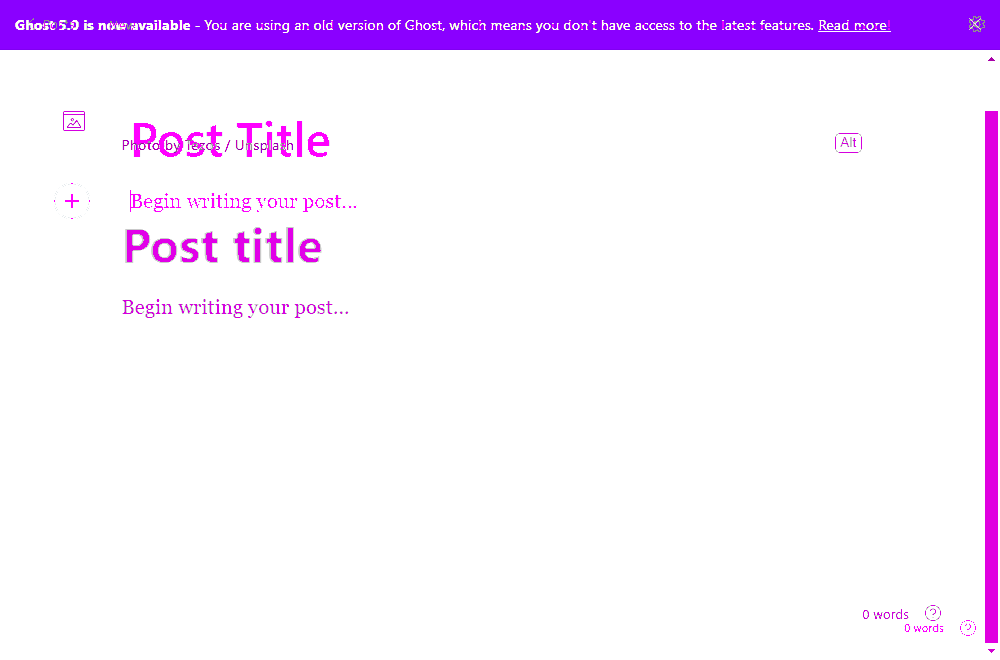 Ghost 5.0 is now available – You are using an old version of Ghost, which means you don't have access to the latest features. Read more!
Post Title
Photo by Tezos / Unsplash
Alt
Begin writing your post...
Post title
Begin writing your post...
0 words
0 words